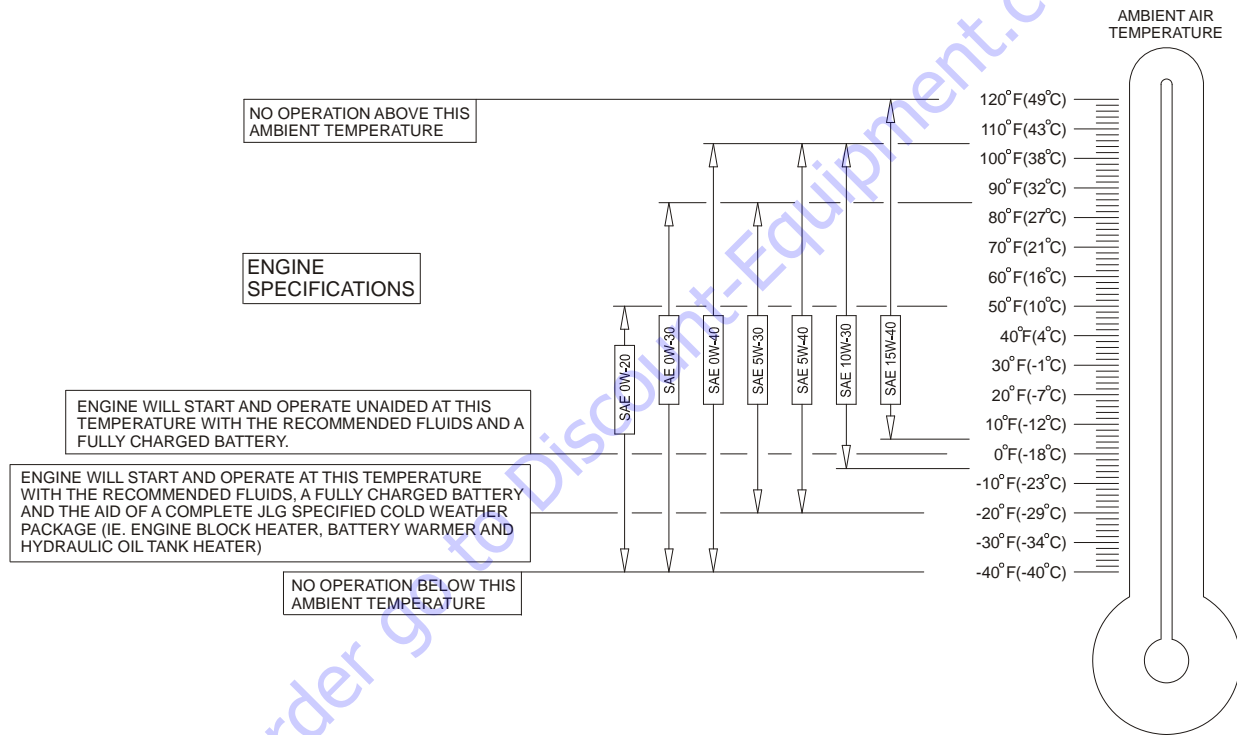 AMBIENT AIR
TEMPERATURE
NO OPERATION ABOVE THIS
AMBIENT TEMPERATURE
120°F(49°C)
110°F(43°C)
100°F(38°C)
90°F(32°C)
80°F(27°C)
70°F(21°C)
60°F(16°C)
50°F(10°C)
40°F(4°C)
30°F(-1°C)
20°F(-7°C)
10°F(-12°C)
0°F(-18°C)
-10°F(-23°C)
-20°F(-29°C)
-30°F(-34°C)
-40°F(-40°C)
ENGINE
SPECIFICATIONS
SAE 0W-20
SAE 0W-30
SAE 0W-40
SAE 5W-30
SAE 5W-40
SAE 10W-30
SAE 15W-40
ENGINE WILL START AND OPERATE UNAIDED AT THIS
TEMPERATURE WITH THE RECOMMENDED FLUIDS AND A
FULLY CHARGED BATTERY.
ENGINE WILL START AND OPERATE AT THIS TEMPERATURE
WITH THE RECOMMENDED FLUIDS, A FULLY CHARGED BATTERY
AND THE AID OF A COMPLETE JLG SPECIFIED COLD WEATHER
PACKAGE (IE. ENGINE BLOCK HEATER, BATTERY WARMER AND
HYDRAULIC OIL TANK HEATER)
NO OPERATION BELOW THIS
AMBIENT TEMPERATURE
go to Discount-Equipment.c